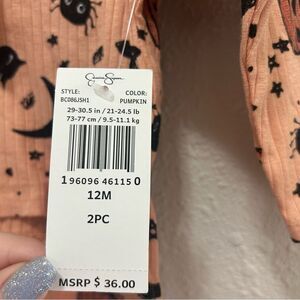 Jessica Simpson
STYLE: COLOR:
BC086JSH1 PUMPKIN
29-30.5 in / 21-24.5 lb
73-77 cm / 9.5-11.1 kg
1 96096 46115 0
12M
2PC
MSRP $ 36.00